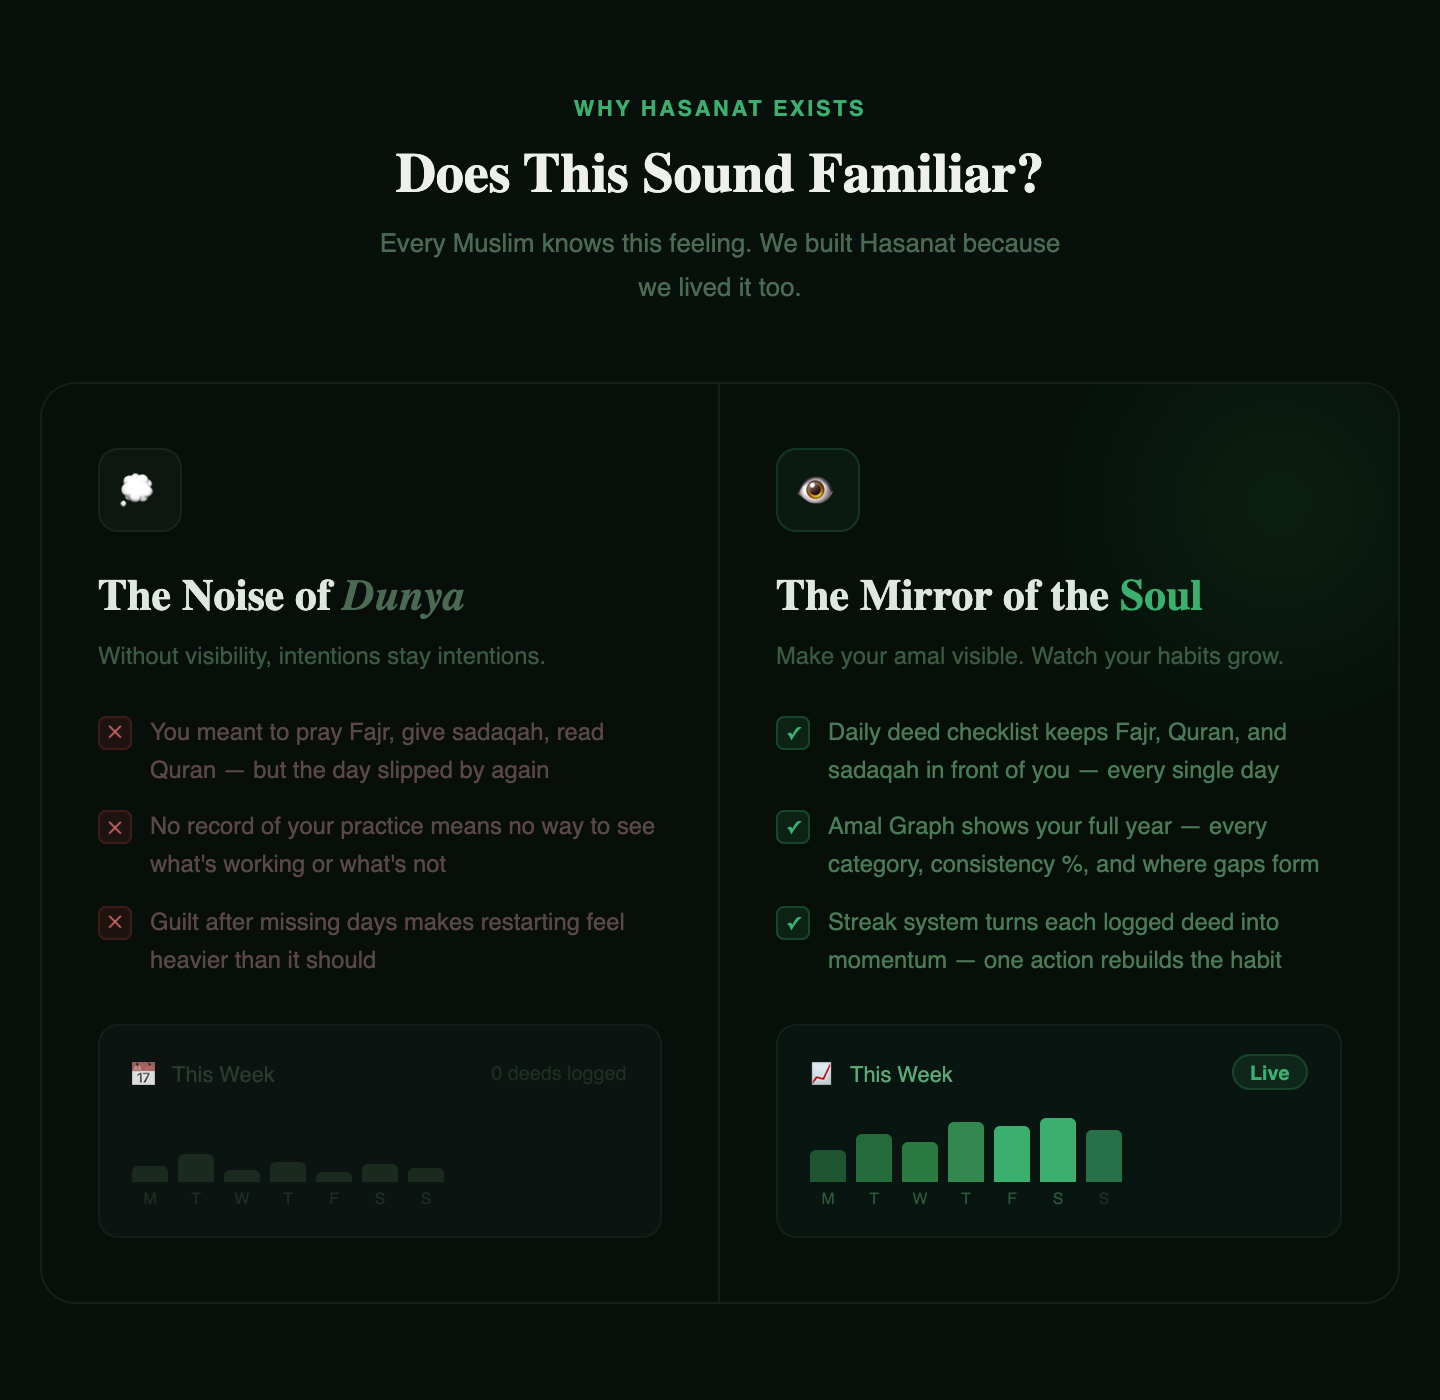 WHY HASANAT EXISTS
Does This Sound Familiar?
Every Muslim knows this feeling. We built Hasanat because
we lived it too.
The Noise of Dunya
Without visibility, intentions stay intentions.
You meant to pray Fajr, give sadaqah, read
Quran — but the day slipped by again
No record of your practice means no way to see
what's working or what's not
Guilt after missing days makes restarting feel
heavier than it should
17
This Week
0 deeds logged
M T W T F S S
The Mirror of the Soul
Make your amal visible. Watch your habits grow.
Daily deed checklist keeps Fajr, Quran, and
sadaqah in front of you — every single day
Amal Graph shows your full year — every
category, consistency %, and where gaps form
Streak system turns each logged deed into
momentum — one action rebuilds the habit
This Week
Live
M T W T F S S